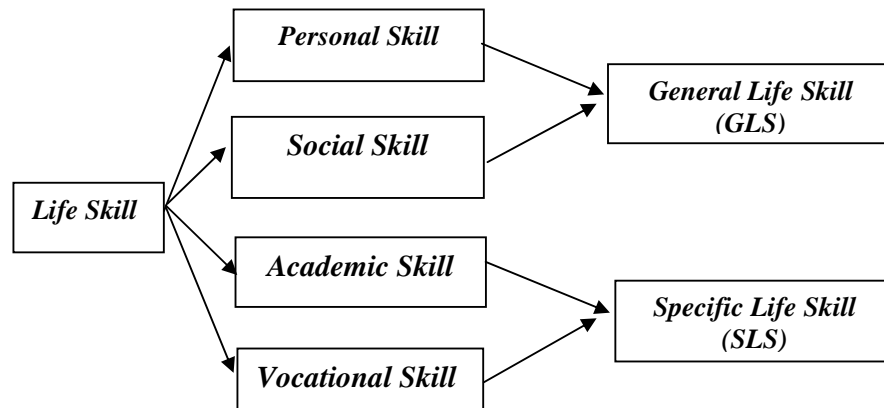 Personal Skill
General Life Skill
(GLS)
Social Skill
Life Skill
Academic Skill
Specific Life Skill
(SLS)
Vocational Skill